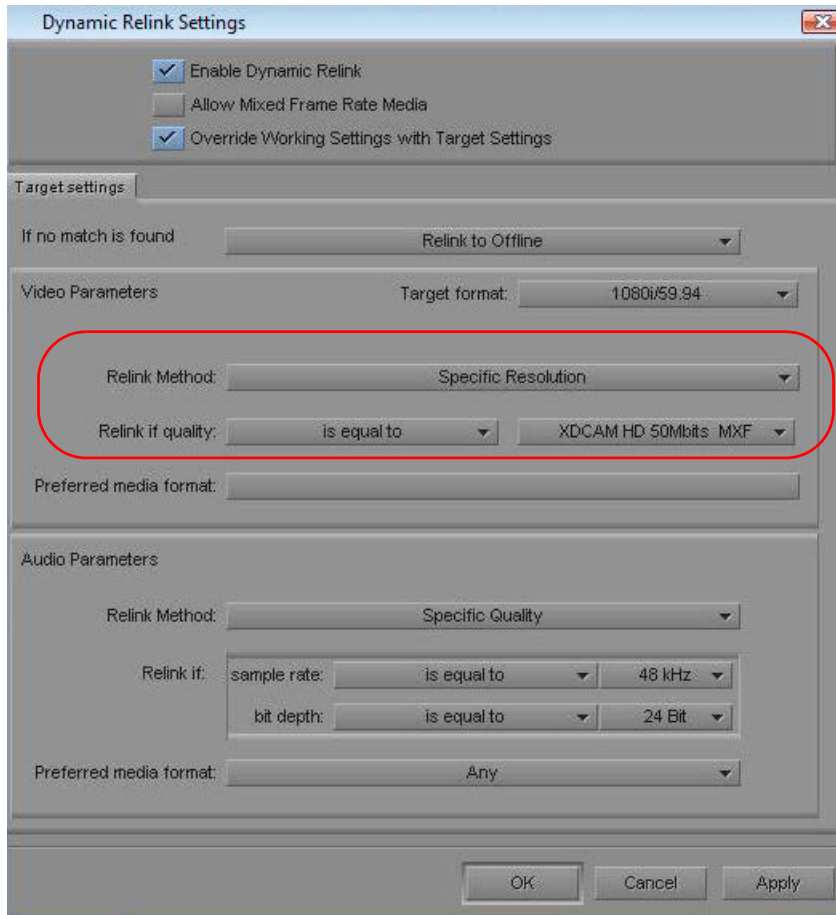 Dynamic Relink Settings
Enable Dynamic Relink
Allow Mixed Frame Rate Media
Override Working Settings with Target Settings
Target settings
If no match is found Relink to Offline
Video Parameters Target format: 1080i/59.94
Relink Method: Specific Resolution
Relink if quality: is equal to XDCAM HD 50Mbits MXF
Preferred media format:
Audio Parameters
Relink Method: Specific Quality
Relink if: sample rate: is equal to 48 kHz
bit depth: is equal to 24 Bit
Preferred media format: Any
OK Cancel Apply